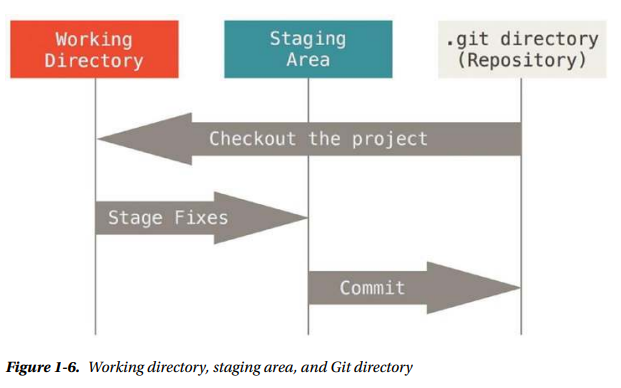 Working
Directory
Staging
Area
.git directory
(Repository)
Checkout the project
Stage Fixes
Commit
Figure 1-6. Working directory, staging area, and Git directory